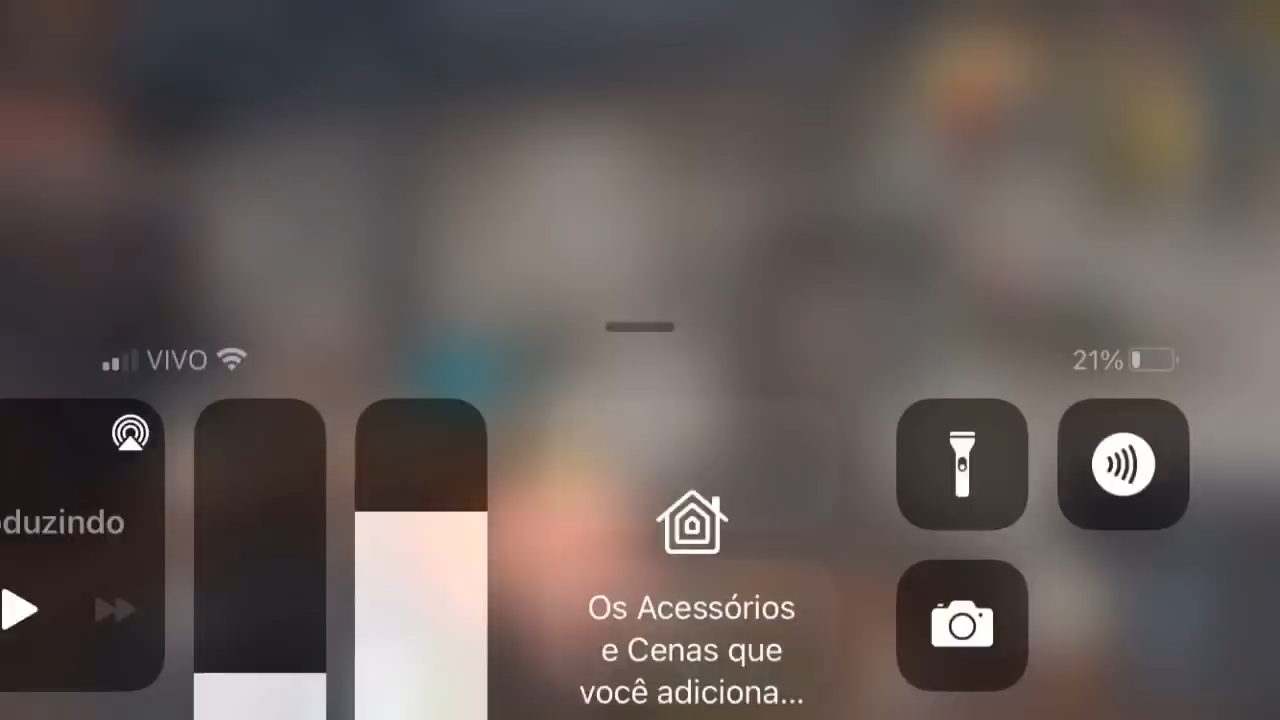 VIVO
21%
oduzindo
Os Acessórios
e Cenas que
você adiciona...